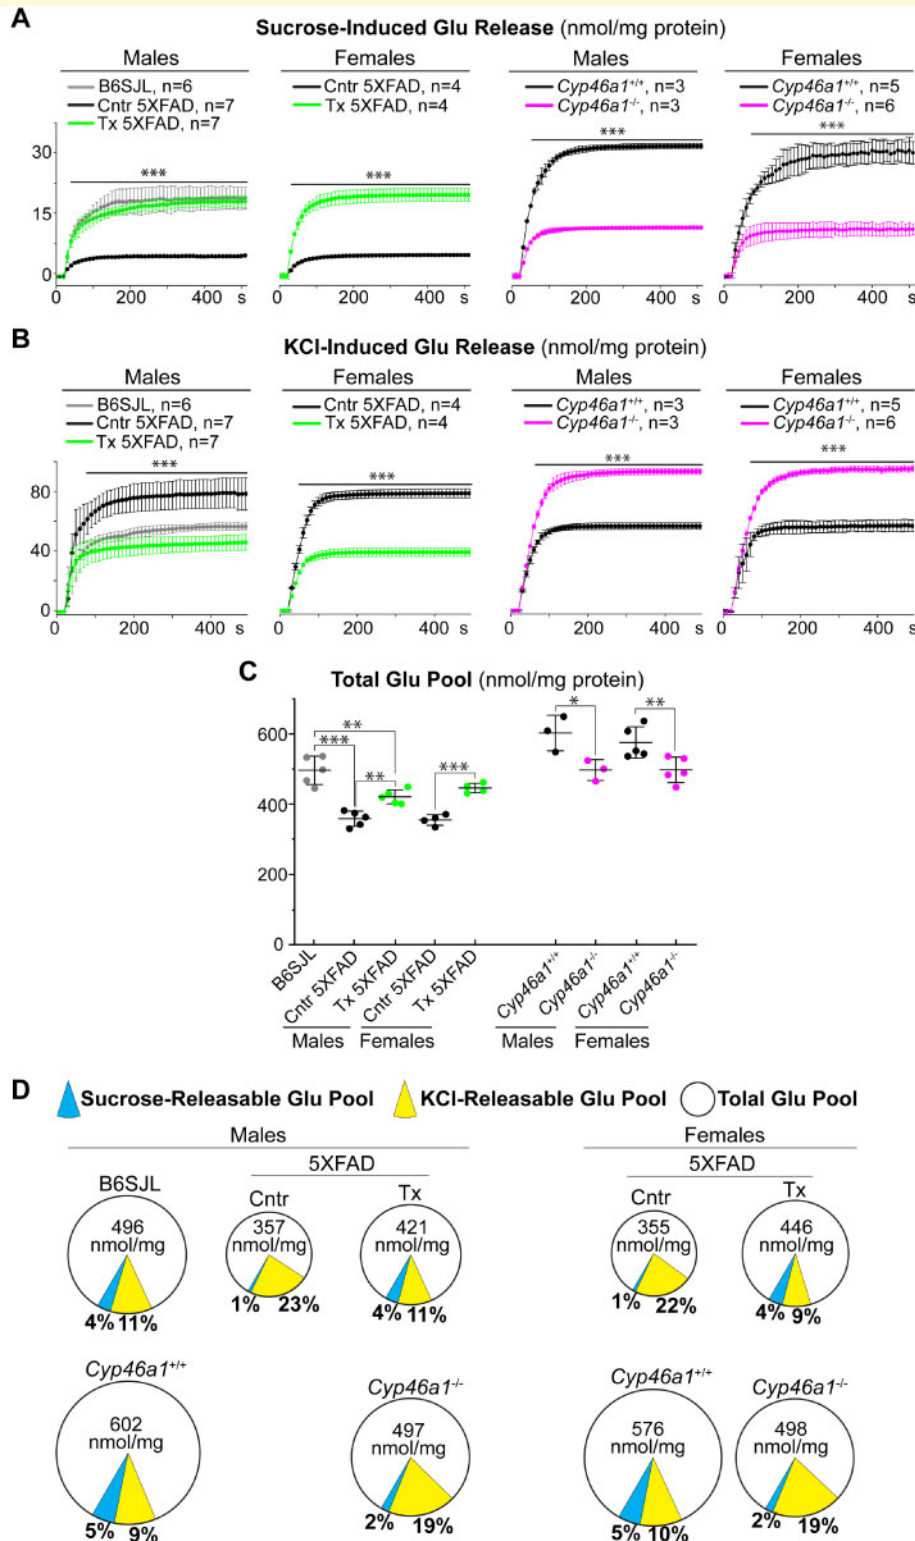 A
Sucrose-Induced Glu Release (nmol/mg protein)
Males Females Males Females
B6SJL, n=6
Cntr 5XFAD, n=7
Tx 5XFAD, n=7
Cntr 5XFAD, n=4
Tx 5XFAD, n=4
Cyp46a1+/+, n=3
Cyp46a1-/-, n=3
Cyp46a1+/+, n=5
Cyp46a1-/-, n=6
*** *** *** ***
30
15
0
0 200 400 s 0 200 400 s 0 200 400 s 0 200 400 s
B
KCl-Induced Glu Release (nmol/mg protein)
Males Females Males Females
B6SJL, n=6
Cntr 5XFAD, n=7
Tx 5XFAD, n=7
Cntr 5XFAD, n=4
Tx 5XFAD, n=4
Cyp46a1+/+, n=3
Cyp46a1-/-, n=3
Cyp46a1+/+, n=5
Cyp46a1-/-, n=6
*** *** *** ***
80
40
0
0 200 400 s 0 200 400 s 0 200 400 s 0 200 400 s
C
Total Glu Pool (nmol/mg protein)
** * **
*** ** ***
600
400
200
0
B6SJL
Cntr 5XFAD
Tx 5XFAD
Cntr 5XFAD
Tx 5XFAD
Cyp46a1+/+
Cyp46a1-/-
Cyp46a1+/+
Cyp46a1-/-
Males Females Males Females
D
Sucrose-Releasable Glu Pool KCl-Releasable Glu Pool Total Glu Pool
Males Females
5XFAD 5XFAD
B6SJL Cntr Tx Cntr Tx
496 357 421 355 446
nmol/mg nmol/mg nmol/mg nmol/mg nmol/mg
4% 11% 1% 23% 4% 11% 1% 22% 4% 9%
Cyp46a1+/+ Cyp46a1-/- Cyp46a1+/+ Cyp46a1-/-
602 497 576 498
nmol/mg nmol/mg nmol/mg nmol/mg
5% 9% 2% 19% 5% 10% 2% 19%